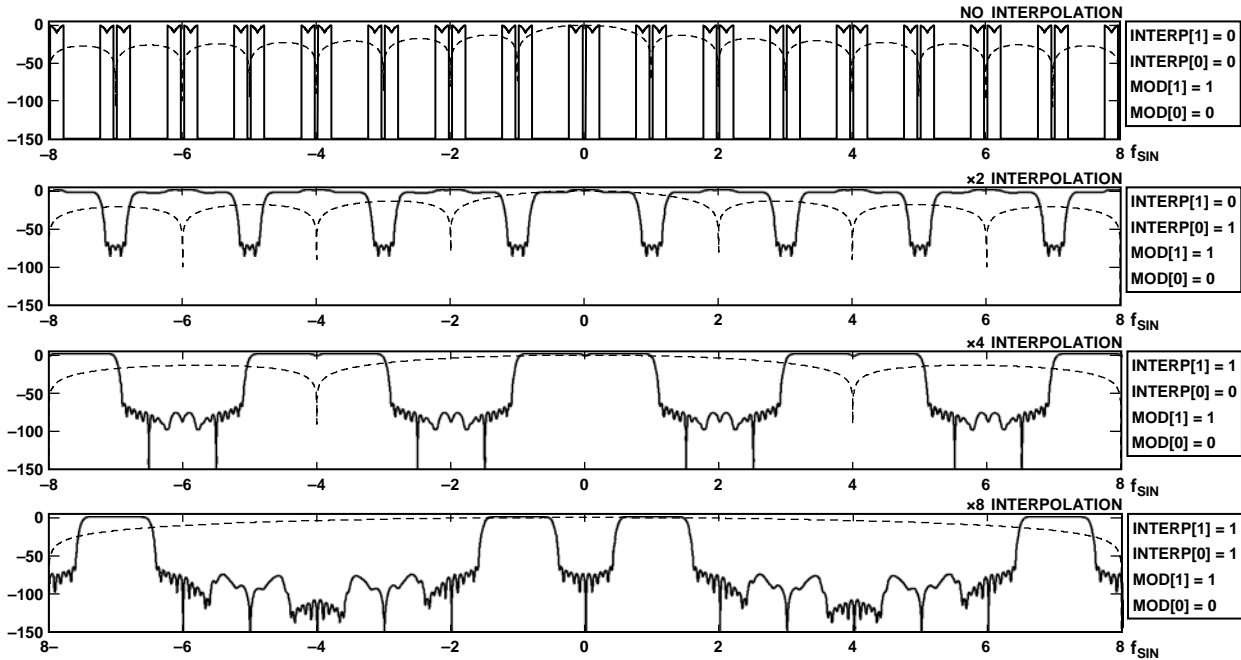 NO INTERPOLATION
0
−50
−100
−150
−8 −6 −4 −2 0 2 4 6 8 fSIN
INTERP[1] = 0
INTERP[0] = 0
MOD[1] = 1
MOD[0] = 0
×2 INTERPOLATION
0
−50
−100
−150
−8 −6 −4 −2 0 2 4 6 8 fSIN
INTERP[1] = 0
INTERP[0] = 1
MOD[1] = 1
MOD[0] = 0
×4 INTERPOLATION
0
−50
−100
−150
−8 −6 −4 −2 0 2 4 6 8 fSIN
INTERP[1] = 1
INTERP[0] = 0
MOD[1] = 1
MOD[0] = 0
×8 INTERPOLATION
0
−50
−100
−150
8− −6 −4 −2 0 2 4 6 8 fSIN
INTERP[1] = 1
INTERP[0] = 1
MOD[1] = 1
MOD[0] = 0